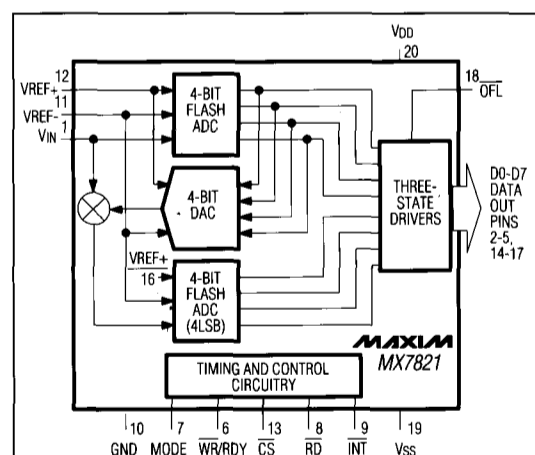 VDD
20
12
VREF+
11
VREF-
1
VIN
4-BIT
FLASH
ADC
18
OFL
4-BIT
DAC
THREE-
STATE
DRIVERS
D0-D7
DATA
OUT
PINS
2-5,
14-17
VREF+
16
4-BIT
FLASH
ADC
(4LSB)
MAXIM
MX7821
TIMING AND CONTROL
CIRCUITRY
10
7
6
13
8
9
19
GND
MODE
WR/RDY
CS
RD
INT
VSS